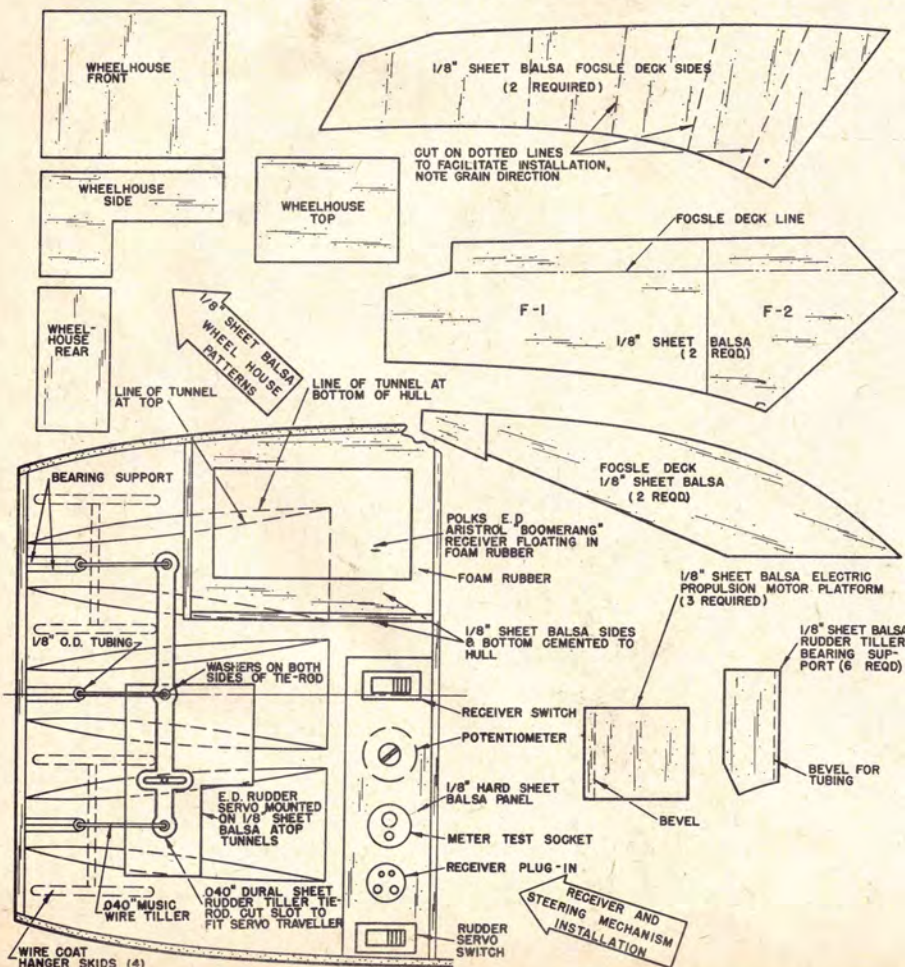 WHEELHOUSE
FRONT
1/8" SHEET BALSA FOCSLE DECK SIDES
(2 REQUIRED)
CUT ON DOTTED LINES
TO FACILITATE INSTALLATION,
NOTE GRAIN DIRECTION
WHEELHOUSE
SIDE
WHEELHOUSE
TOP
FOCSLE DECK LINE
F-1
F-2
1/8" SHEET BALSA
(2 REQD.)
WHEEL-
HOUSE
REAR
1/8" SHEET BALSA
WHEEL HOUSE
PATTERNS
LINE OF TUNNEL
AT TOP
LINE OF TUNNEL AT
BOTTOM OF HULL
BEARING SUPPORT
FOCSLE DECK
1/8" SHEET BALSA
(2 REQD)
POLKS E.D.
ARISTROL "BOOMERANG"
RECEIVER FLOATING IN
FOAM RUBBER
FOAM RUBBER
1/8" SHEET BALSA ELECTRIC
PROPULSION MOTOR PLATFORM
(3 REQUIRED)
1/8" SHEET BALSA SIDES
& BOTTOM CEMENTED TO
HULL
1/8" SHEET BALSA
RUDDER TILLER
BEARING SUP-
PORT (6 REQD)
1/8" O.D. TUBING
WASHERS ON BOTH
SIDES OF TIE-ROD
RECEIVER SWITCH
POTENTIOMETER
1/8" HARD SHEET
BALSA PANEL
BEVEL FOR
TUBING
BEVEL
E.D. RUDDER
SERVO MOUNTED
ON 1/8" SHEET
BALSA ATOP
TUNNELS
METER TEST SOCKET
RECEIVER PLUG-IN
.040" MUSIC
WIRE TILLER
.040" DURAL SHEET
RUDDER TILLER TIE-
ROD. CUT SLOT TO
FIT SERVO TRAVELLER
RECEIVER AND
STEERING MECHANISM
INSTALLATION
RUDDER
SERVO
SWITCH
WIRE COAT
HANGER SKIDS (4)